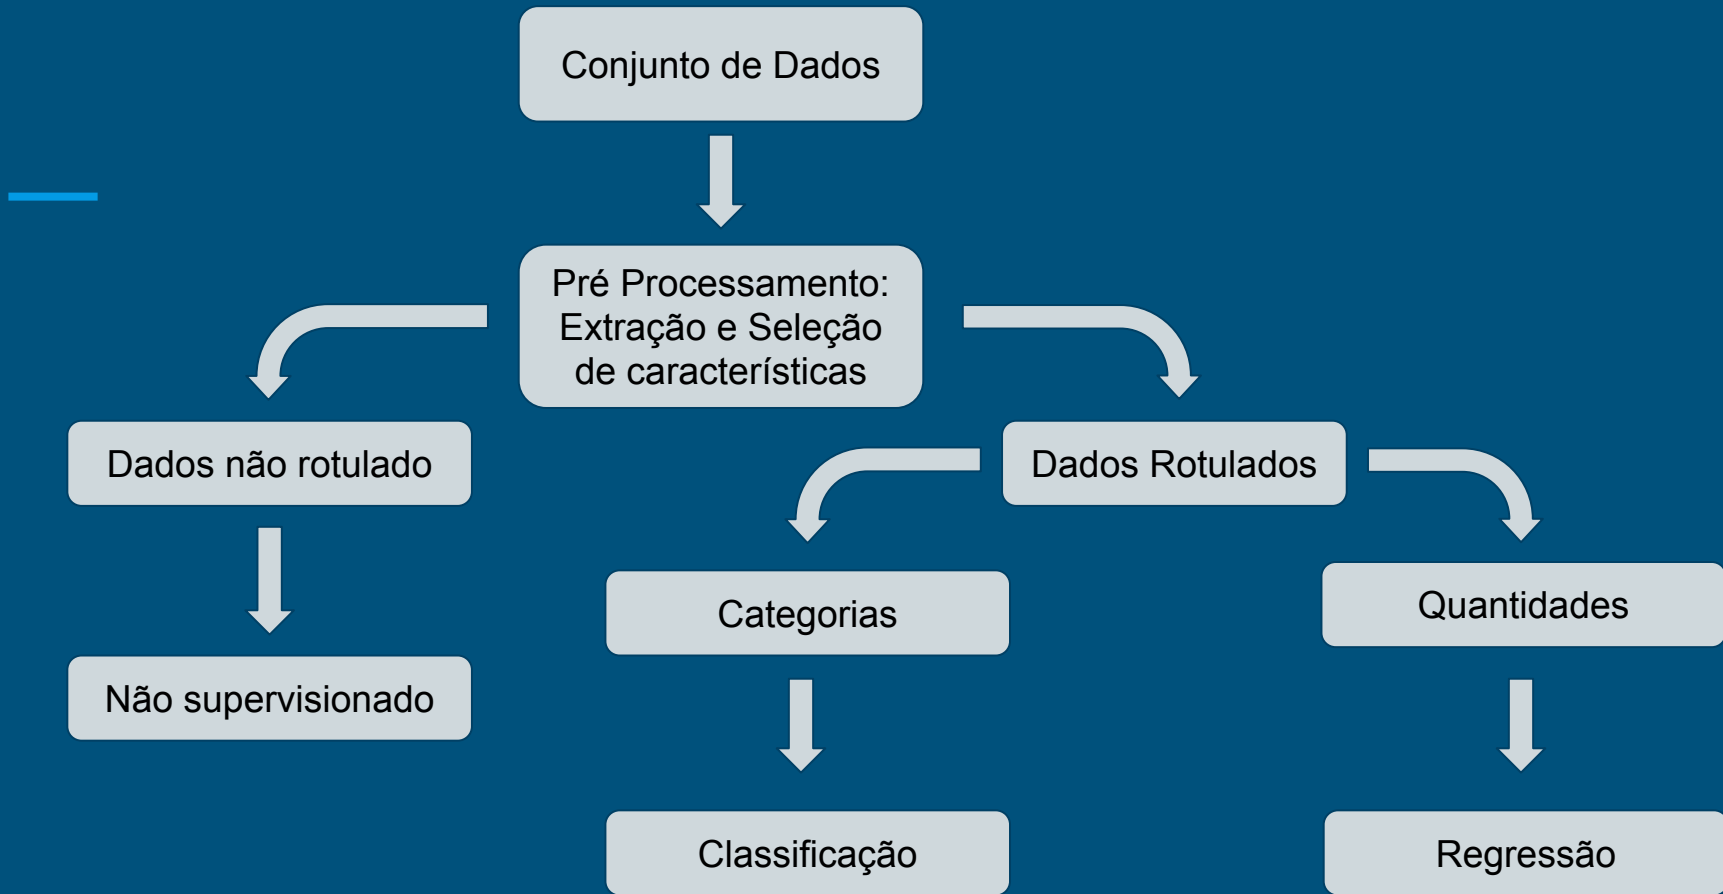 Conjunto de Dados
Pré Processamento:
Extração e Seleção
de características
Dados não rotulado
Dados Rotulados
Categorias
Quantidades
Não supervisionado
Classificação
Regressão